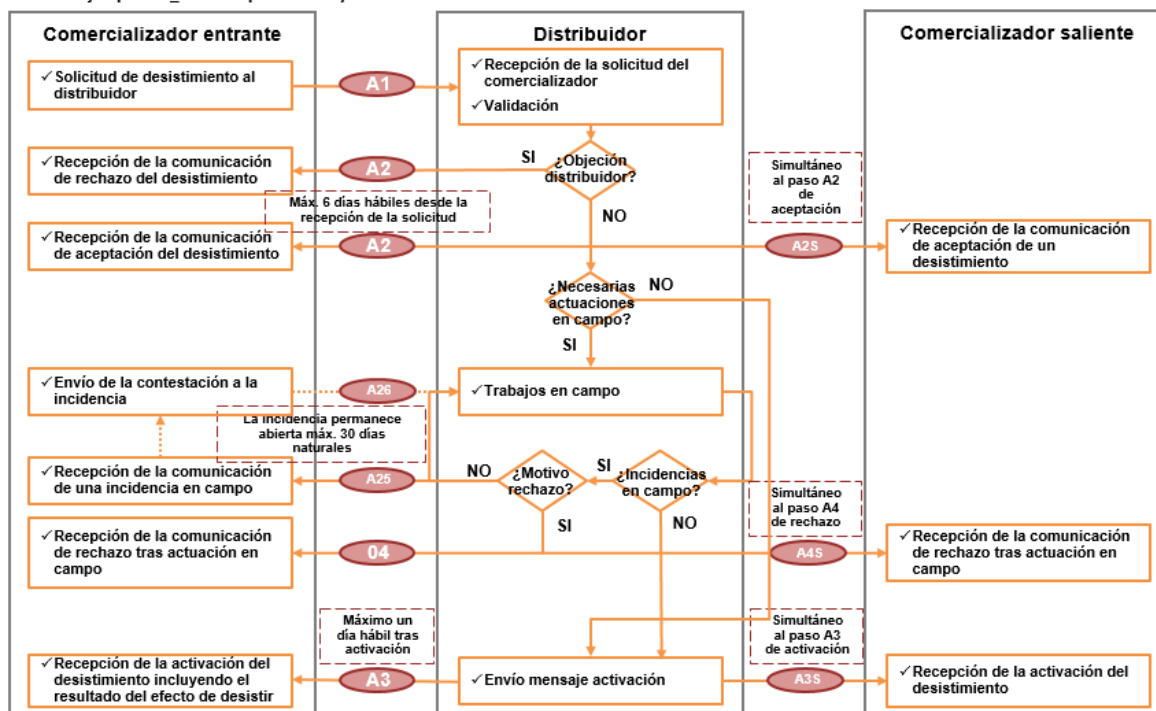 Comercializador entrante
Distribuidor
Comercializador saliente
✓ Solicitud de desistimiento al
distribuidor
A1
✓ Recepción de la solicitud del
comercializador
✓ Validación
SI
¿Objeción
distribuidor?
✓ Recepción de la comunicación
de rechazo del desistimiento
A2
Simultáneo
al paso A2
de
aceptación
Máx. 6 días hábiles desde la
recepción de la solicitud
NO
✓ Recepción de la comunicación
de aceptación del desistimiento
A2
A2S
✓ Recepción de la comunicación
de aceptación de un
desistimiento
¿Necesarias
actuaciones
en campo?
NO
SI
✓ Envío de la contestación a la
incidencia
A26
✓ Trabajos en campo
La incidencia permanece
abierta máx. 30 días
naturales
✓ Recepción de la comunicación
de una incidencia en campo
A25
NO
¿Motivo
rechazo?
SI
¿Incidencias
en campo?
Simultáneo
al paso A4
de rechazo
SI
NO
✓ Recepción de la comunicación
de rechazo tras actuación en
campo
04
A4S
✓ Recepción de la comunicación
de rechazo tras actuación en
campo
Máximo un
día hábil tras
activación
Simultáneo
al paso A3
de activación
✓ Recepción de la activación del
desistimiento incluyendo el
resultado del efecto de desistir
A3
✓ Envío mensaje activación
A3S
✓ Recepción de la activación del
desistimiento